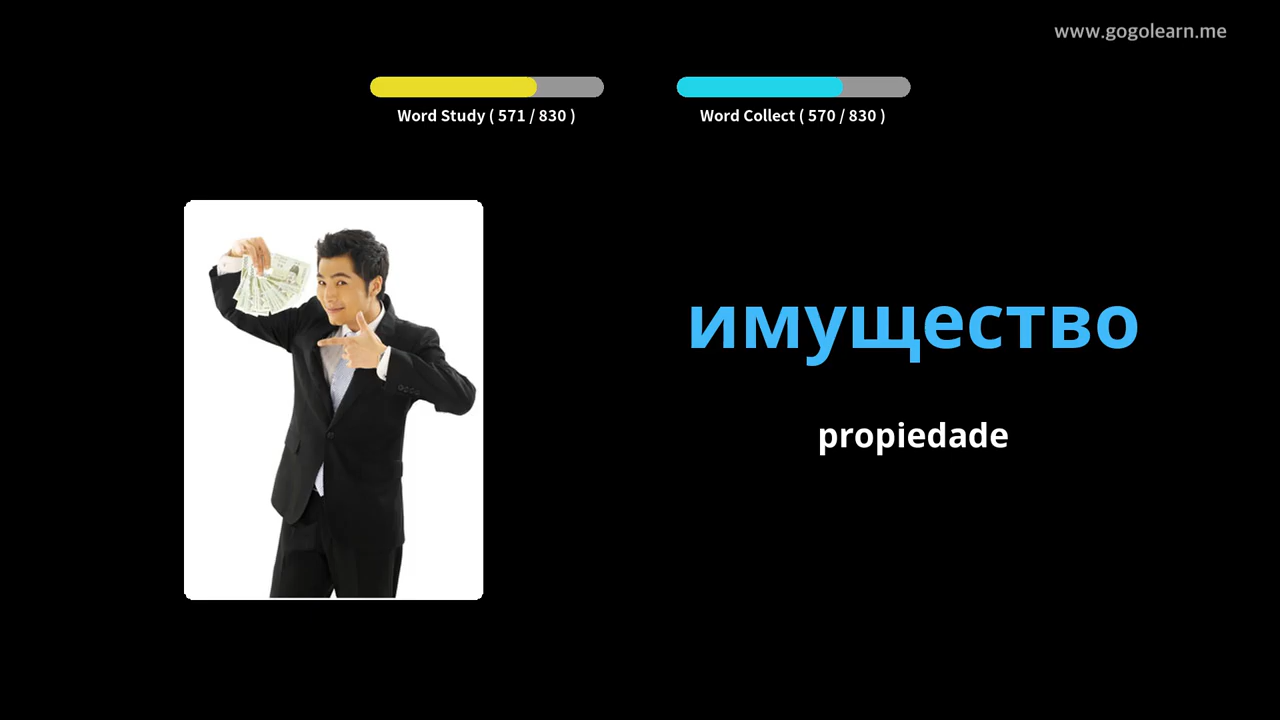 www.gogolearn.me
Word Study ( 571 / 830 )
Word Collect ( 570 / 830 )
имущество
propiedade